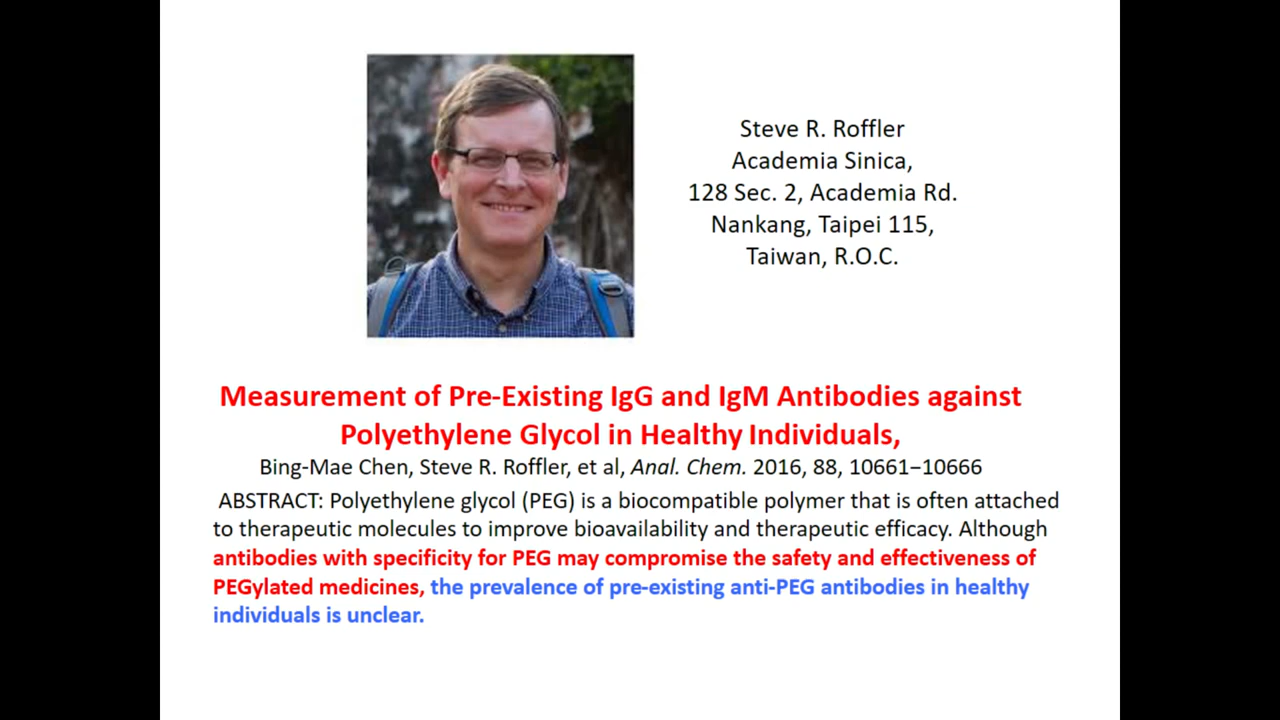 Steve R. Roffler
Academia Sinica,
128 Sec. 2, Academia Rd.
Nankang, Taipei 115,
Taiwan, R.O.C.
Measurement of Pre-Existing IgG and IgM Antibodies against
Polyethylene Glycol in Healthy Individuals,
Bing-Mae Chen, Steve R. Roffler, et al, Anal. Chem. 2016, 88, 10661−10666
ABSTRACT: Polyethylene glycol (PEG) is a biocompatible polymer that is often attached
to therapeutic molecules to improve bioavailability and therapeutic efficacy. Although
antibodies with specificity for PEG may compromise the safety and effectiveness of
PEGylated medicines, the prevalence of pre-existing anti-PEG antibodies in healthy
individuals is unclear.